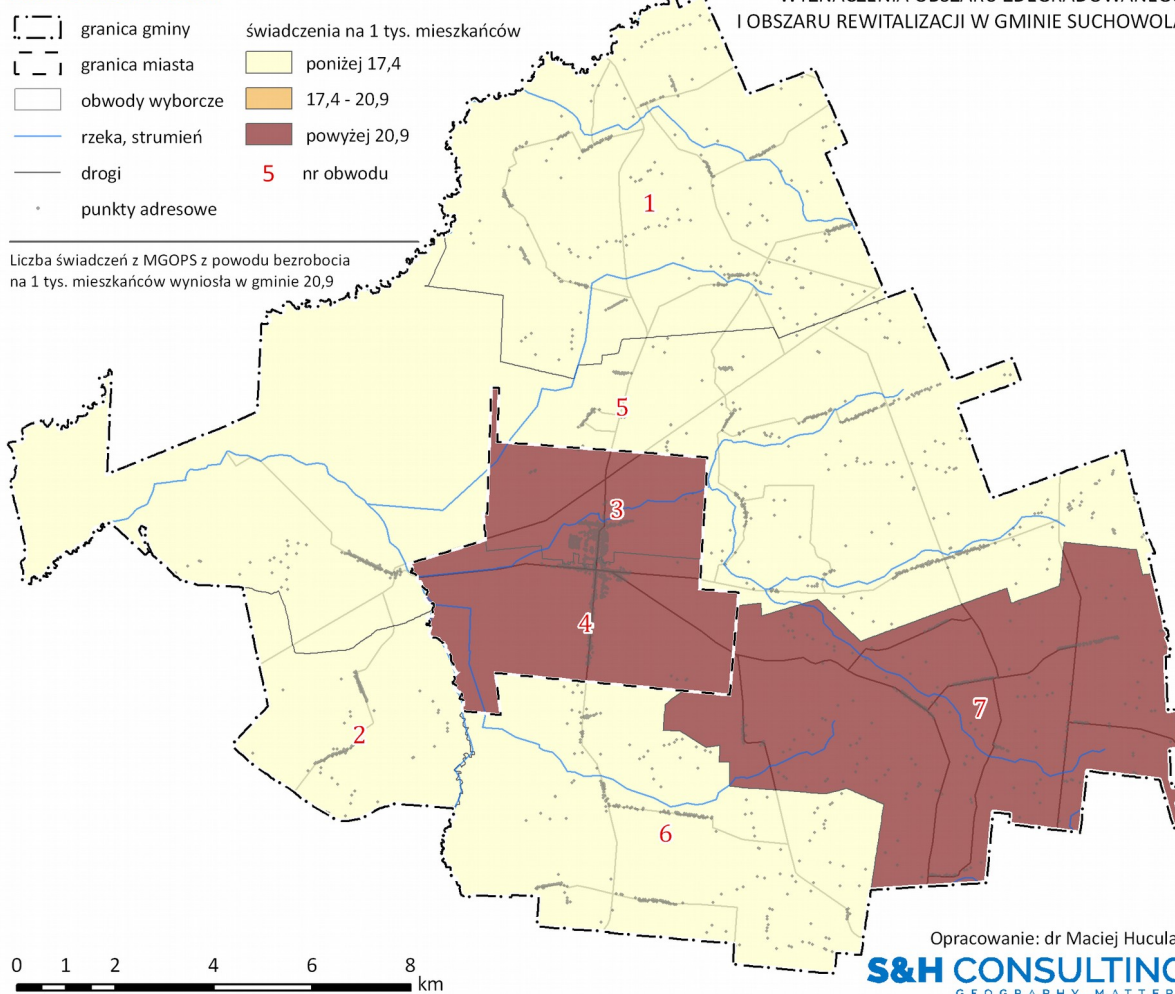 I OBSZARU REWITALIZACJI W GMINIE SUCHOWOLA
granica gminy
granica miasta
obwody wyborcze
rzeka, strumień
drogi
punkty adresowe
świadczenia na 1 tys. mieszkańców
poniżej 17,4
17,4 - 20,9
powyżej 20,9
5 nr obwodu
Liczba świadczeń z MGOPS z powodu bezrobocia
na 1 tys. mieszkańców wyniosła w gminie 20,9
1
5
3
4
2
7
6
0 1 2 4 6 8 km
Opracowanie: dr Maciej Hucula
S&H CONSULTING
GEOGRAPHY MATTER